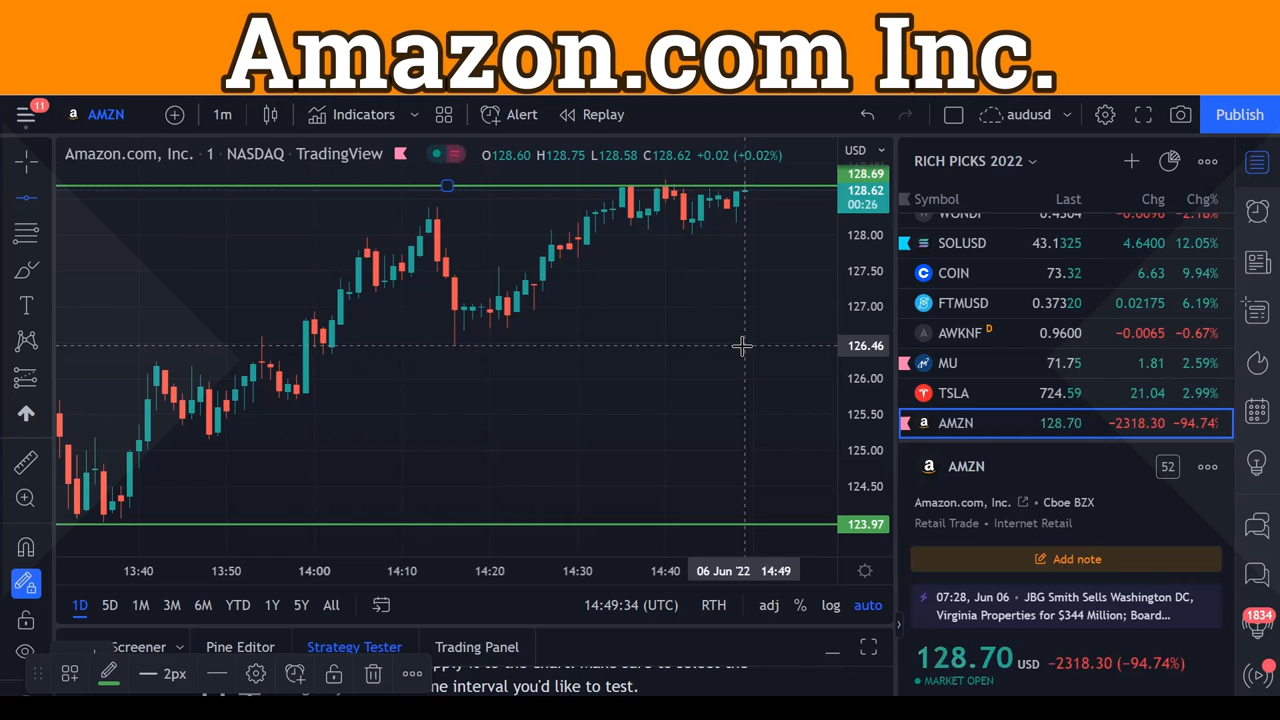 Amazon.com Inc.
11
AMZN
1m
Indicators
Alert
Replay
audusd
Publish
Amazon.com, Inc. · 1 · NASDAQ · TradingView
O128.60 H128.75 L128.58 C128.62 +0.02 (+0.02%)
USD
128.69
128.62
00:26
128.00
127.50
127.00
126.46
126.00
125.50
125.00
124.50
123.97
13:40 13:50 14:00 14:10 14:20 14:30 14:40 06 Jun '22 14:49
1D 5D 1M 3M 6M YTD 1Y 5Y All
14:49:34 (UTC) RTH adj % log auto
Screener Pine Editor Strategy Tester Trading Panel
2px
ne interval you'd like to test.
RICH PICKS 2022
Symbol Last Chg Chg%
SOLUSD 43.1325 4.6400 12.05%
COIN 73.32 6.63 9.94%
FTMUSD 0.37320 0.02175 6.19%
AWKNF D 0.9600 −0.0065 −0.67%
MU 71.75 1.81 2.59%
TSLA 724.59 21.04 2.99%
AMZN 128.70 −2318.30 −94.74%
AMZN
52
Amazon.com, Inc. · Cboe BZX
Retail Trade · Internet Retail
Add note
07:28, Jun 06 · JBG Smith Sells Washington DC,
Virginia Properties for $344 Million; Board...
128.70 USD −2318.30 (−94.74%)
MARKET OPEN
1834